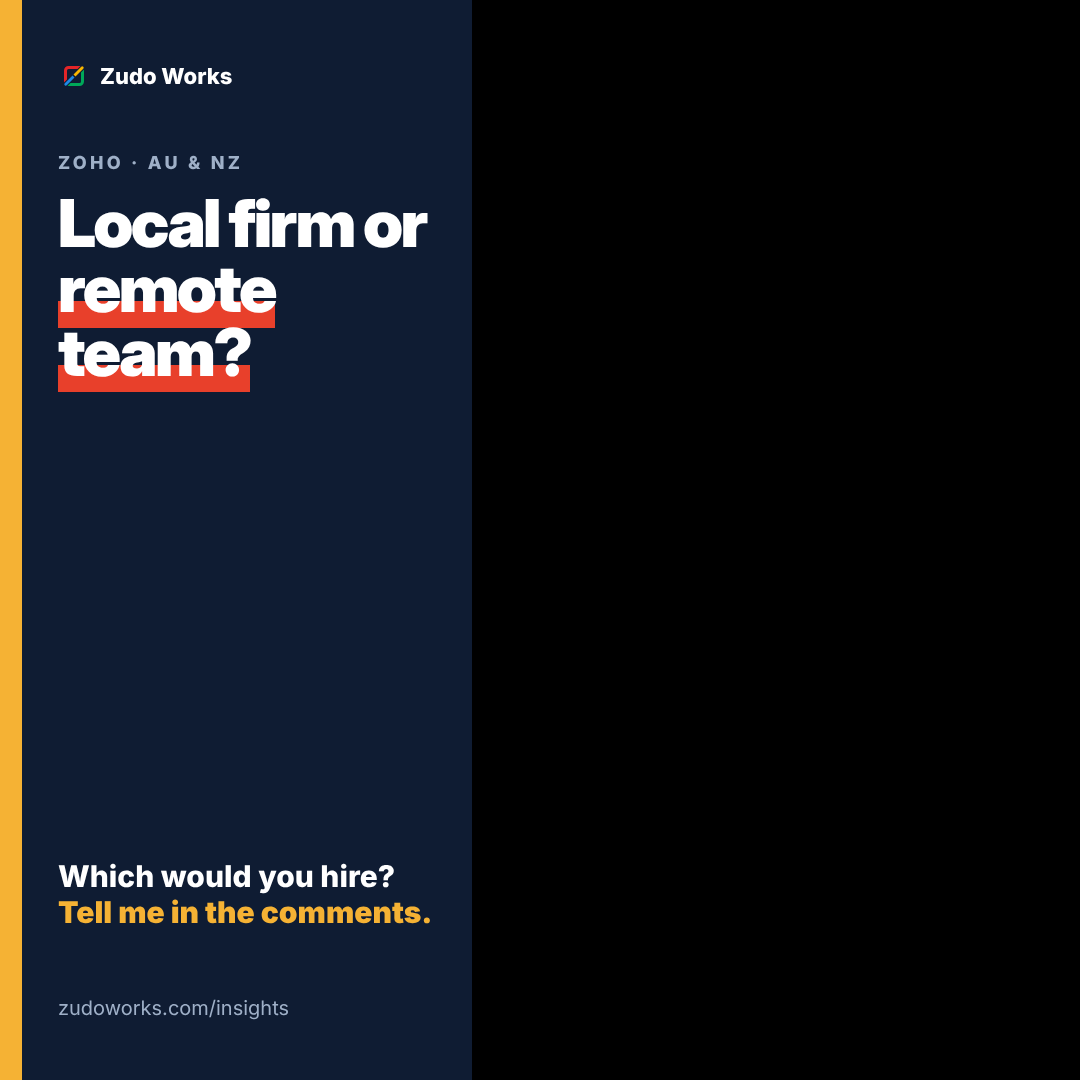 Zudo Works
ZOHO · AU & NZ
Local firm or
remote
team?
Which would you hire?
Tell me in the comments.
zudoworks.com/insights